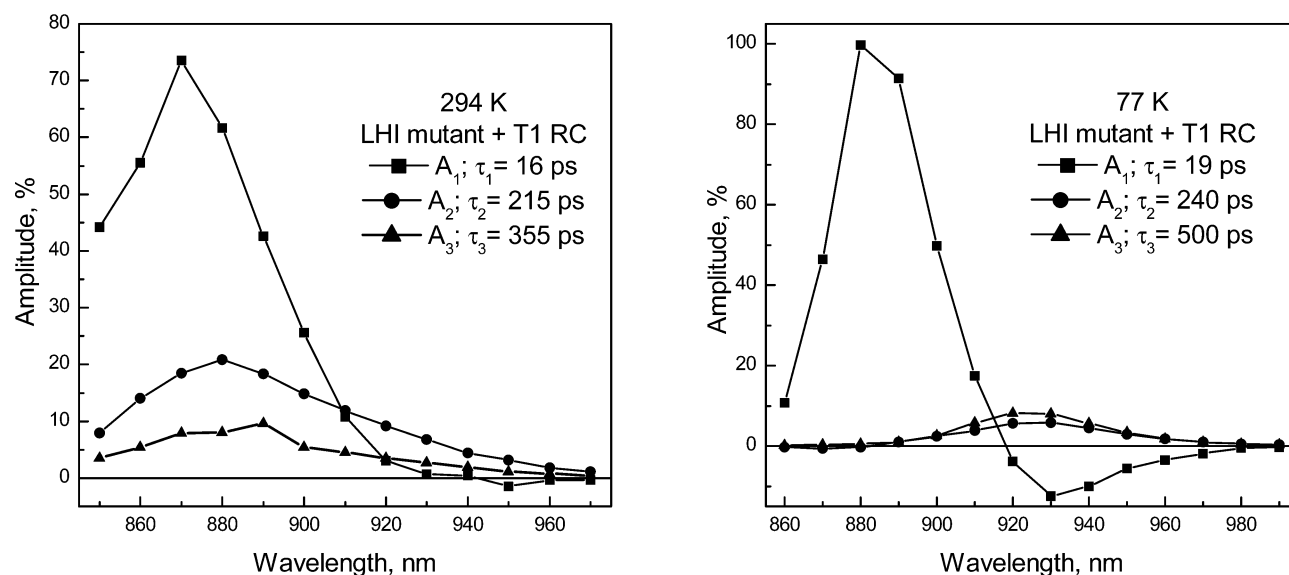 80
70
60
50
40
30
20
10
0
Amplitude, %
294 K
LHI mutant + T1 RC
A₁; τ₁= 16 ps
A₂; τ₂= 215 ps
A₃; τ₃= 355 ps
860 880 900 920 940 960
Wavelength, nm
100
80
60
40
20
0
Amplitude, %
77 K
LHI mutant + T1 RC
A₁; τ₁= 19 ps
A₂; τ₂= 240 ps
A₃; τ₃= 500 ps
860 880 900 920 940 960 980
Wavelength, nm